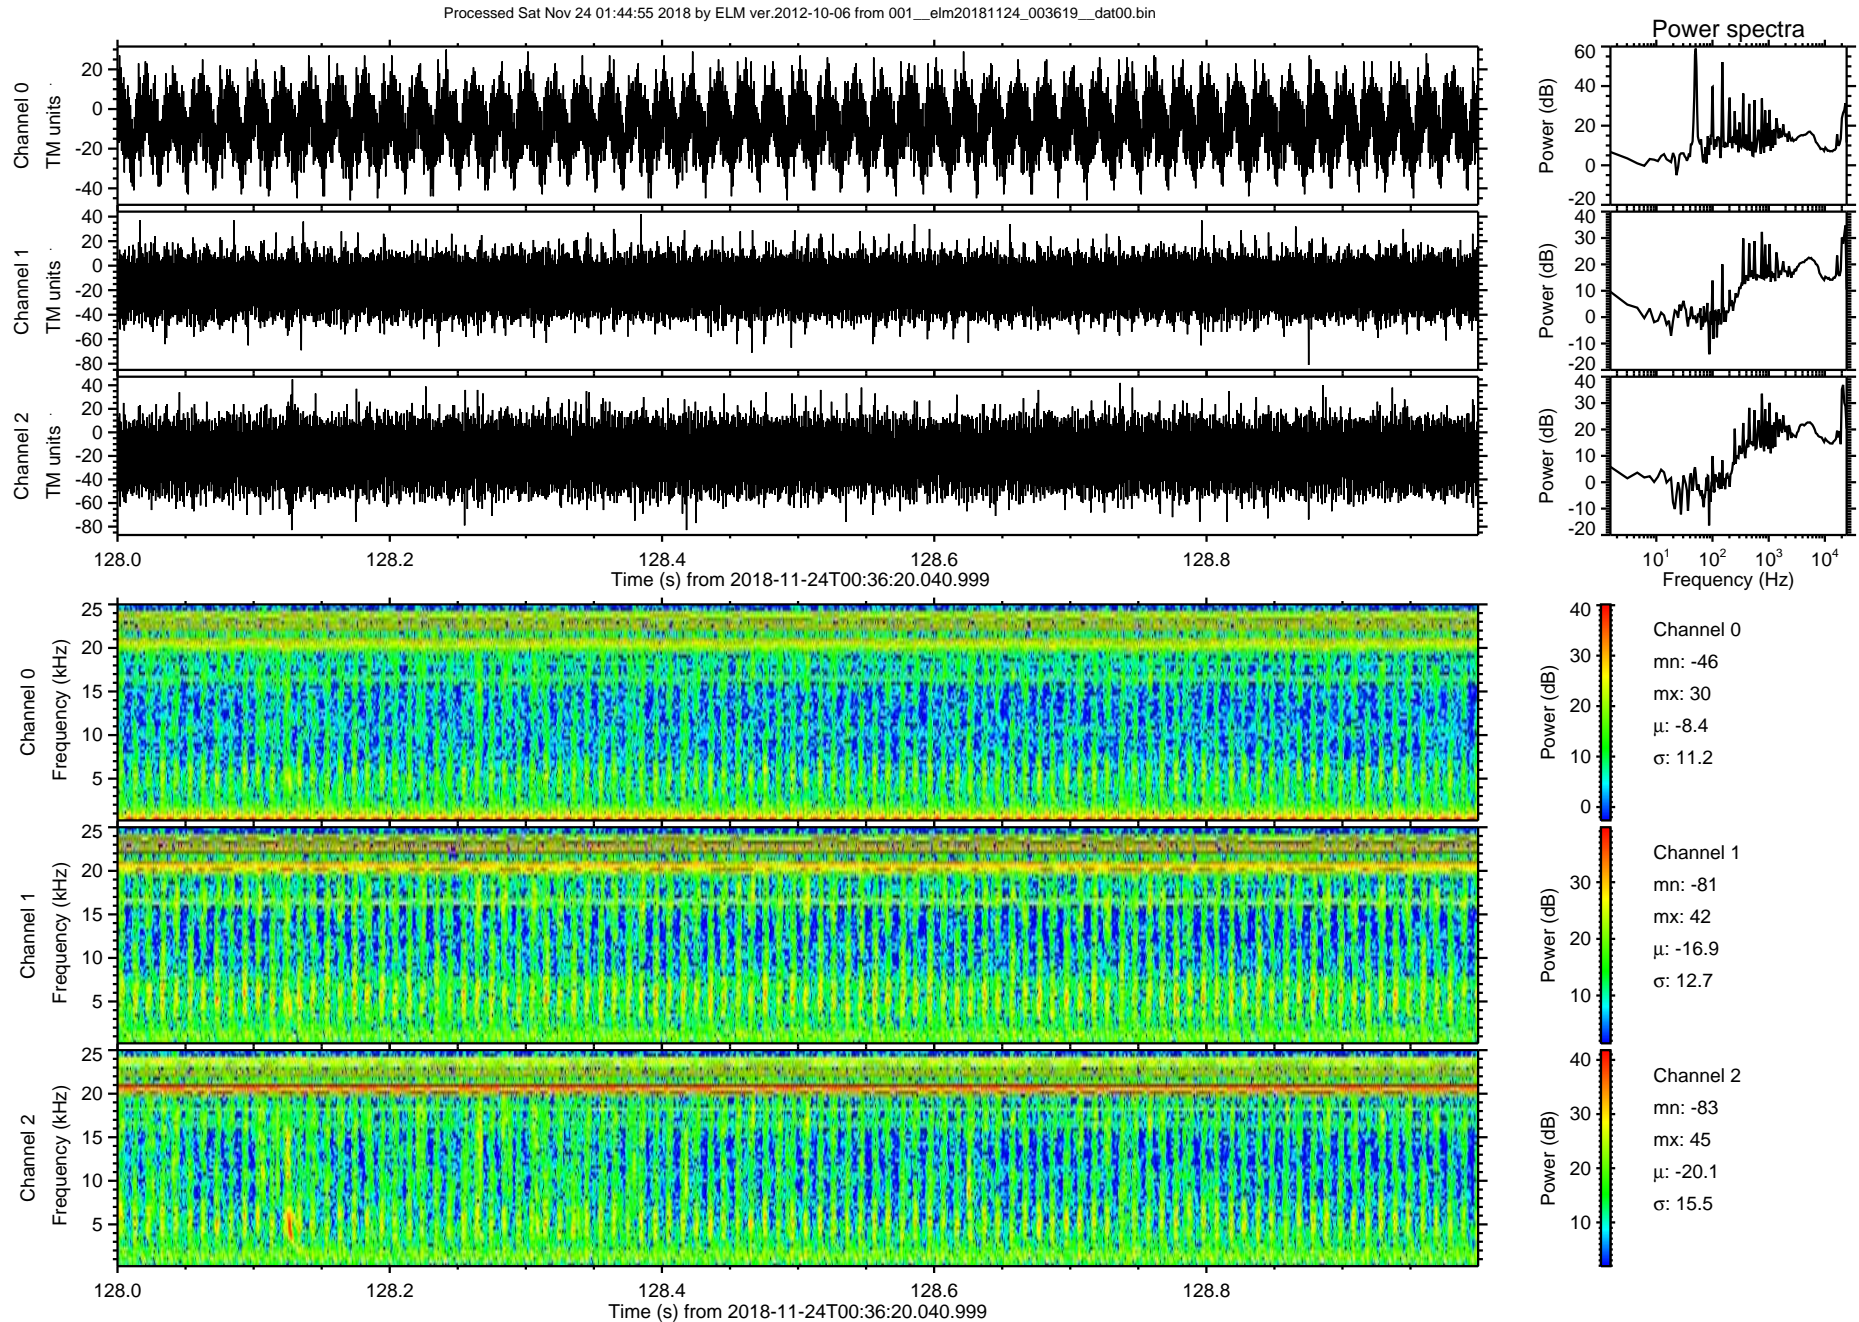 Processed Sat Nov 24 01:44:55 2018 by ELM ver.2012-10-06 from 001__elm20181124_003619__dat00.bin
Power spectra
Channel 0
TM units
20
0
-20
-40
Power (dB)
60
40
20
0
-20
Channel 1
TM units
40
20
0
-20
-40
-60
-80
Power (dB)
40
30
20
10
0
-10
-20
Channel 2
TM units
40
20
0
-20
-40
-60
-80
Power (dB)
40
30
20
10
0
-10
-20
128.0 128.2 128.4 128.6 128.8
Time (s) from 2018-11-24T00:36:20.040.999
10¹ 10² 10³ 10⁴
Frequency (Hz)
Channel 0
Frequency (kHz)
25
20
15
10
5
Power (dB)
40
30
20
10
0
Channel 0
mn: -46
mx: 30
μ: -8.4
σ: 11.2
Channel 1
Frequency (kHz)
25
20
15
10
5
Power (dB)
30
20
10
Channel 1
mn: -81
mx: 42
μ: -16.9
σ: 12.7
Channel 2
Frequency (kHz)
25
20
15
10
5
Power (dB)
40
30
20
10
Channel 2
mn: -83
mx: 45
μ: -20.1
σ: 15.5
128.0 128.2 128.4 128.6 128.8
Time (s) from 2018-11-24T00:36:20.040.999